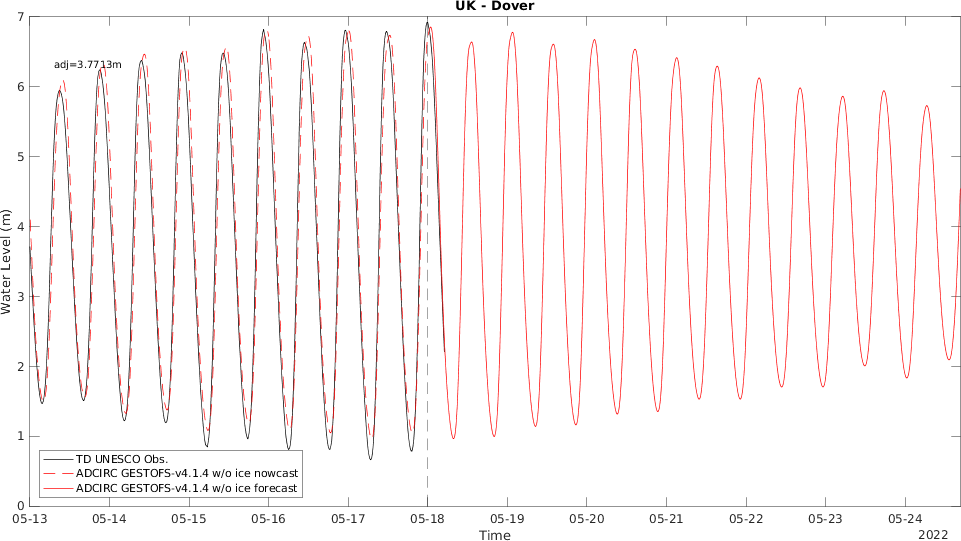 UK - Dover
7
adj=3.7713m
6
5
4
3
2
1
0
Water Level (m)
TD UNESCO Obs.
ADCIRC GESTOFS-v4.1.4 w/o ice nowcast
ADCIRC GESTOFS-v4.1.4 w/o ice forecast
05-13 05-14 05-15 05-16 05-17 05-18 05-19 05-20 05-21 05-22 05-23 05-24
Time
2022